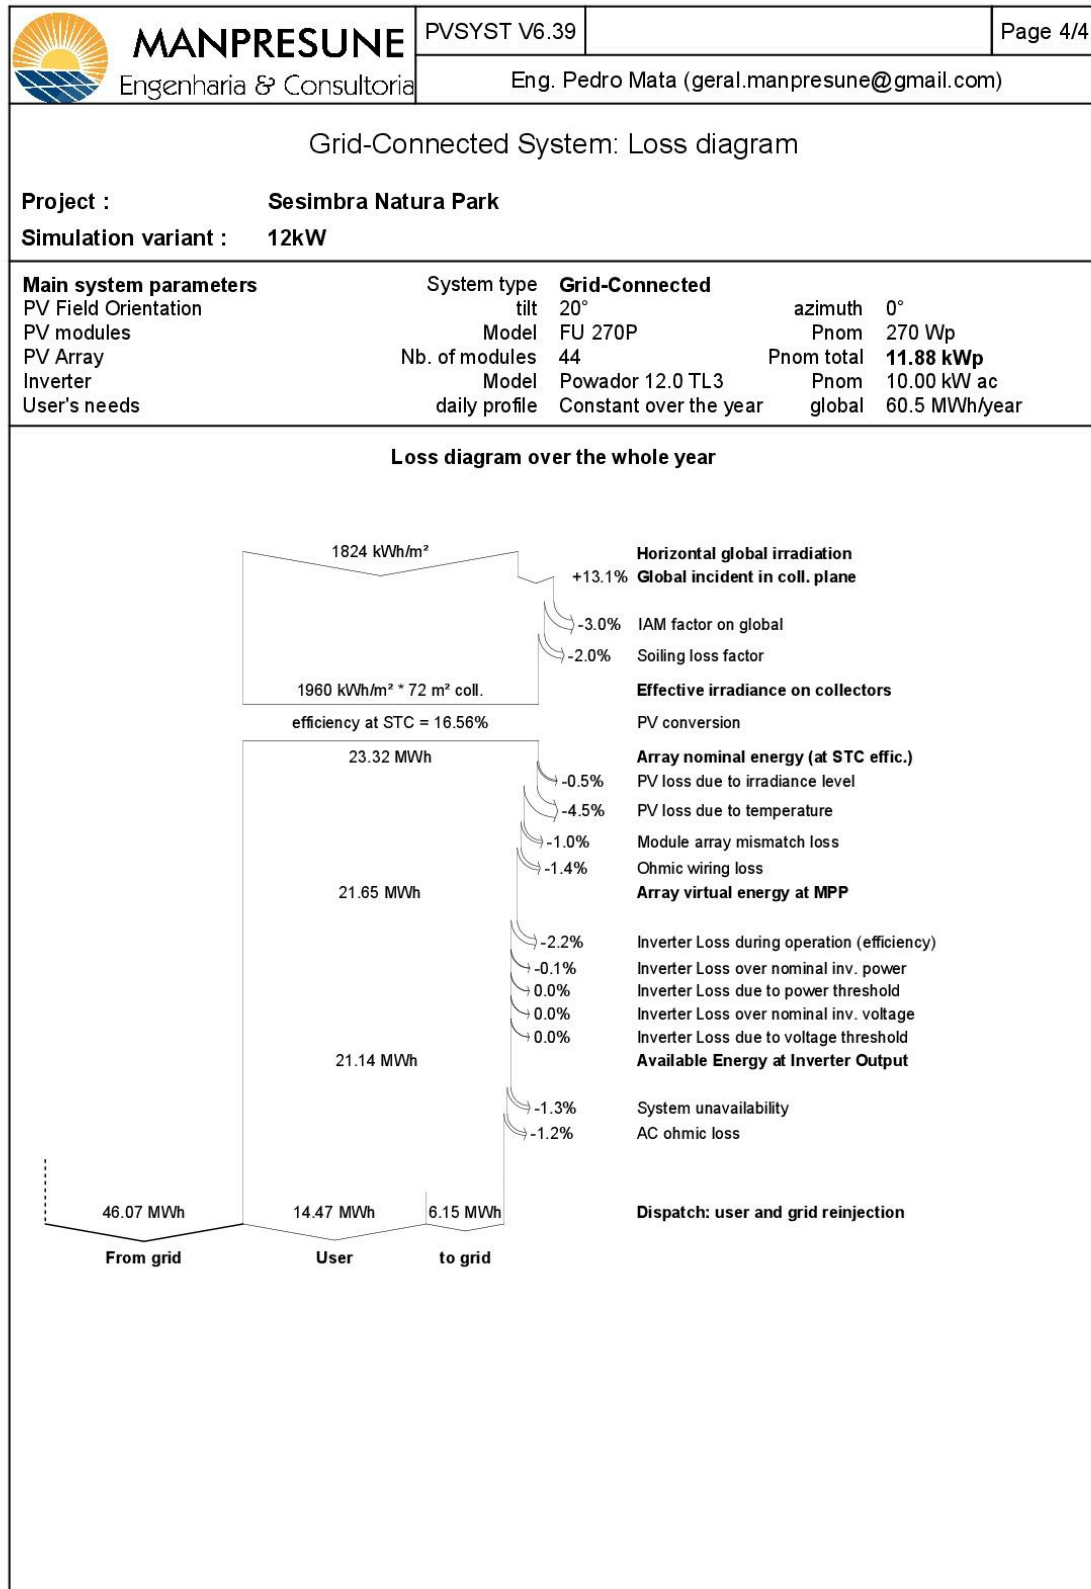 MANPRESUNE
Engenharia & Consultoria
PVSYST V6.39
Page 4/4
Eng. Pedro Mata (geral.manpresune@gmail.com)
Grid-Connected System: Loss diagram
Project : Sesimbra Natura Park
Simulation variant : 12kW
Main system parameters System type Grid-Connected
PV Field Orientation tilt 20° azimuth 0°
PV modules Model FU 270P Pnom 270 Wp
PV Array Nb. of modules 44 Pnom total 11.88 kWp
Inverter Model Powador 12.0 TL3 Pnom 10.00 kW ac
User's needs daily profile Constant over the year global 60.5 MWh/year
Loss diagram over the whole year
1824 kWh/m² Horizontal global irradiation
+13.1% Global incident in coll. plane
-3.0% IAM factor on global
-2.0% Soiling loss factor
1960 kWh/m² * 72 m² coll. Effective irradiance on collectors
efficiency at STC = 16.56% PV conversion
23.32 MWh Array nominal energy (at STC effic.)
-0.5% PV loss due to irradiance level
-4.5% PV loss due to temperature
-1.0% Module array mismatch loss
-1.4% Ohmic wiring loss
21.65 MWh Array virtual energy at MPP
-2.2% Inverter Loss during operation (efficiency)
-0.1% Inverter Loss over nominal inv. power
0.0% Inverter Loss due to power threshold
0.0% Inverter Loss over nominal inv. voltage
0.0% Inverter Loss due to voltage threshold
21.14 MWh Available Energy at Inverter Output
-1.3% System unavailability
-1.2% AC ohmic loss
46.07 MWh 14.47 MWh 6.15 MWh Dispatch: user and grid reinjection
From grid User to grid